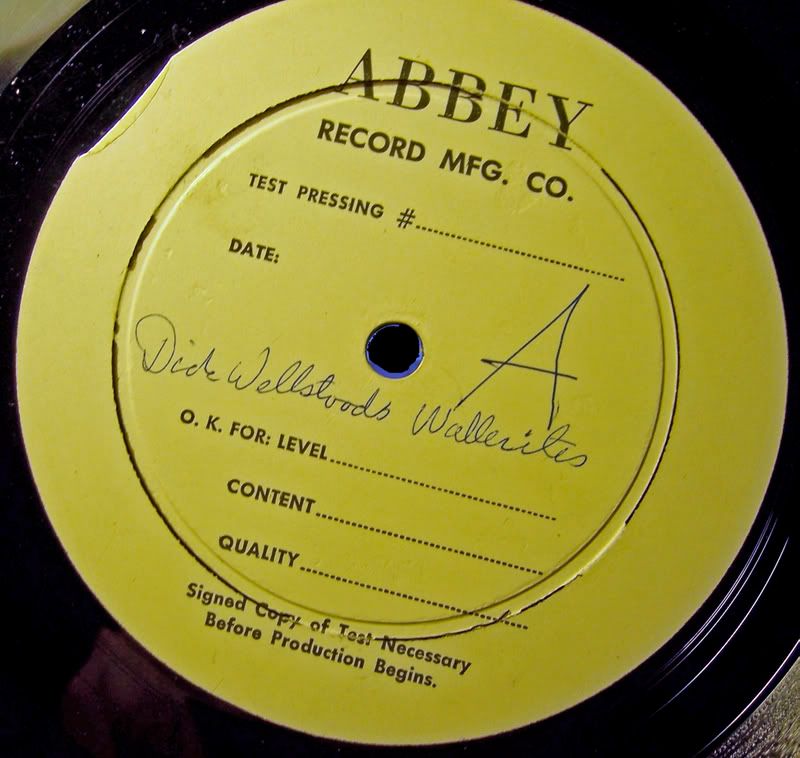 ABBEY
RECORD MFG. CO.
TEST PRESSING #
DATE:
A
Dick Wellstoods Wallerites
O. K. FOR: LEVEL
CONTENT
QUALITY
Signed Copy of Test Necessary
Before Production Begins.